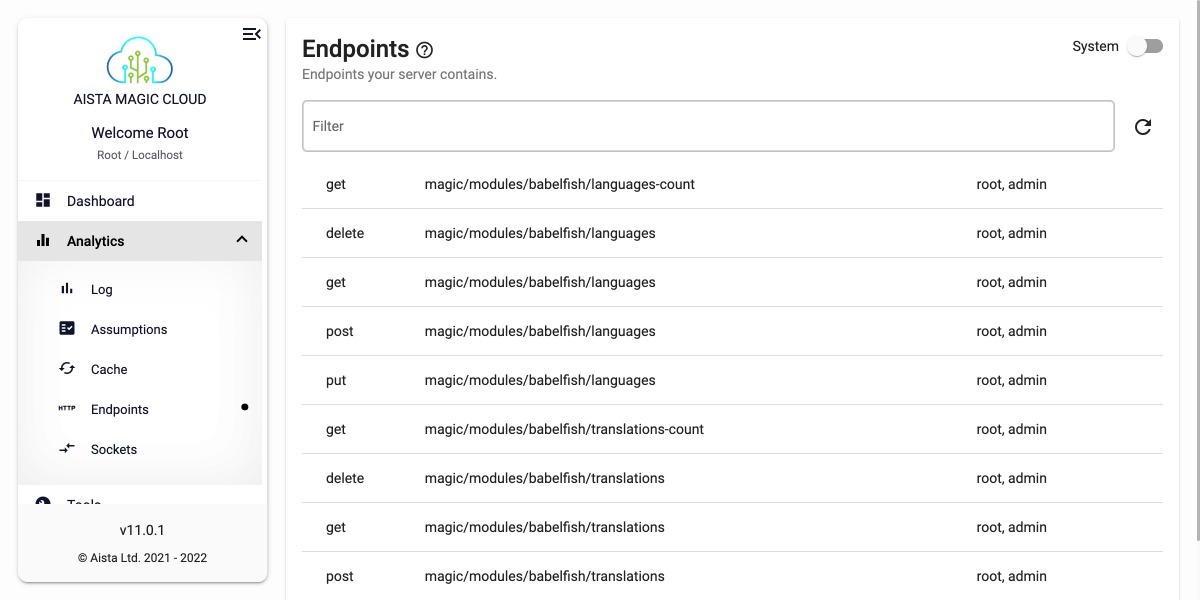 AISTA MAGIC CLOUD
Welcome Root
Root / Localhost
Dashboard
Analytics
Log
Assumptions
Cache
HTTP Endpoints
Sockets
Tools
v11.0.1
© Aista Ltd. 2021 - 2022
Endpoints
System
Endpoints your server contains.
Filter
get magic/modules/babelfish/languages-count root, admin
delete magic/modules/babelfish/languages root, admin
get magic/modules/babelfish/languages root, admin
post magic/modules/babelfish/languages root, admin
put magic/modules/babelfish/languages root, admin
get magic/modules/babelfish/translations-count root, admin
delete magic/modules/babelfish/translations root, admin
get magic/modules/babelfish/translations root, admin
post magic/modules/babelfish/translations root, admin